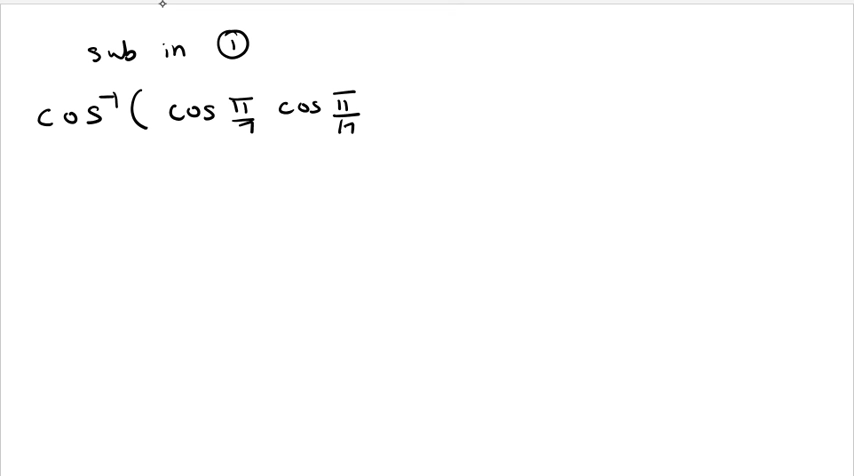 sub in ①
cos⁻¹( cos π/7 cos π/17